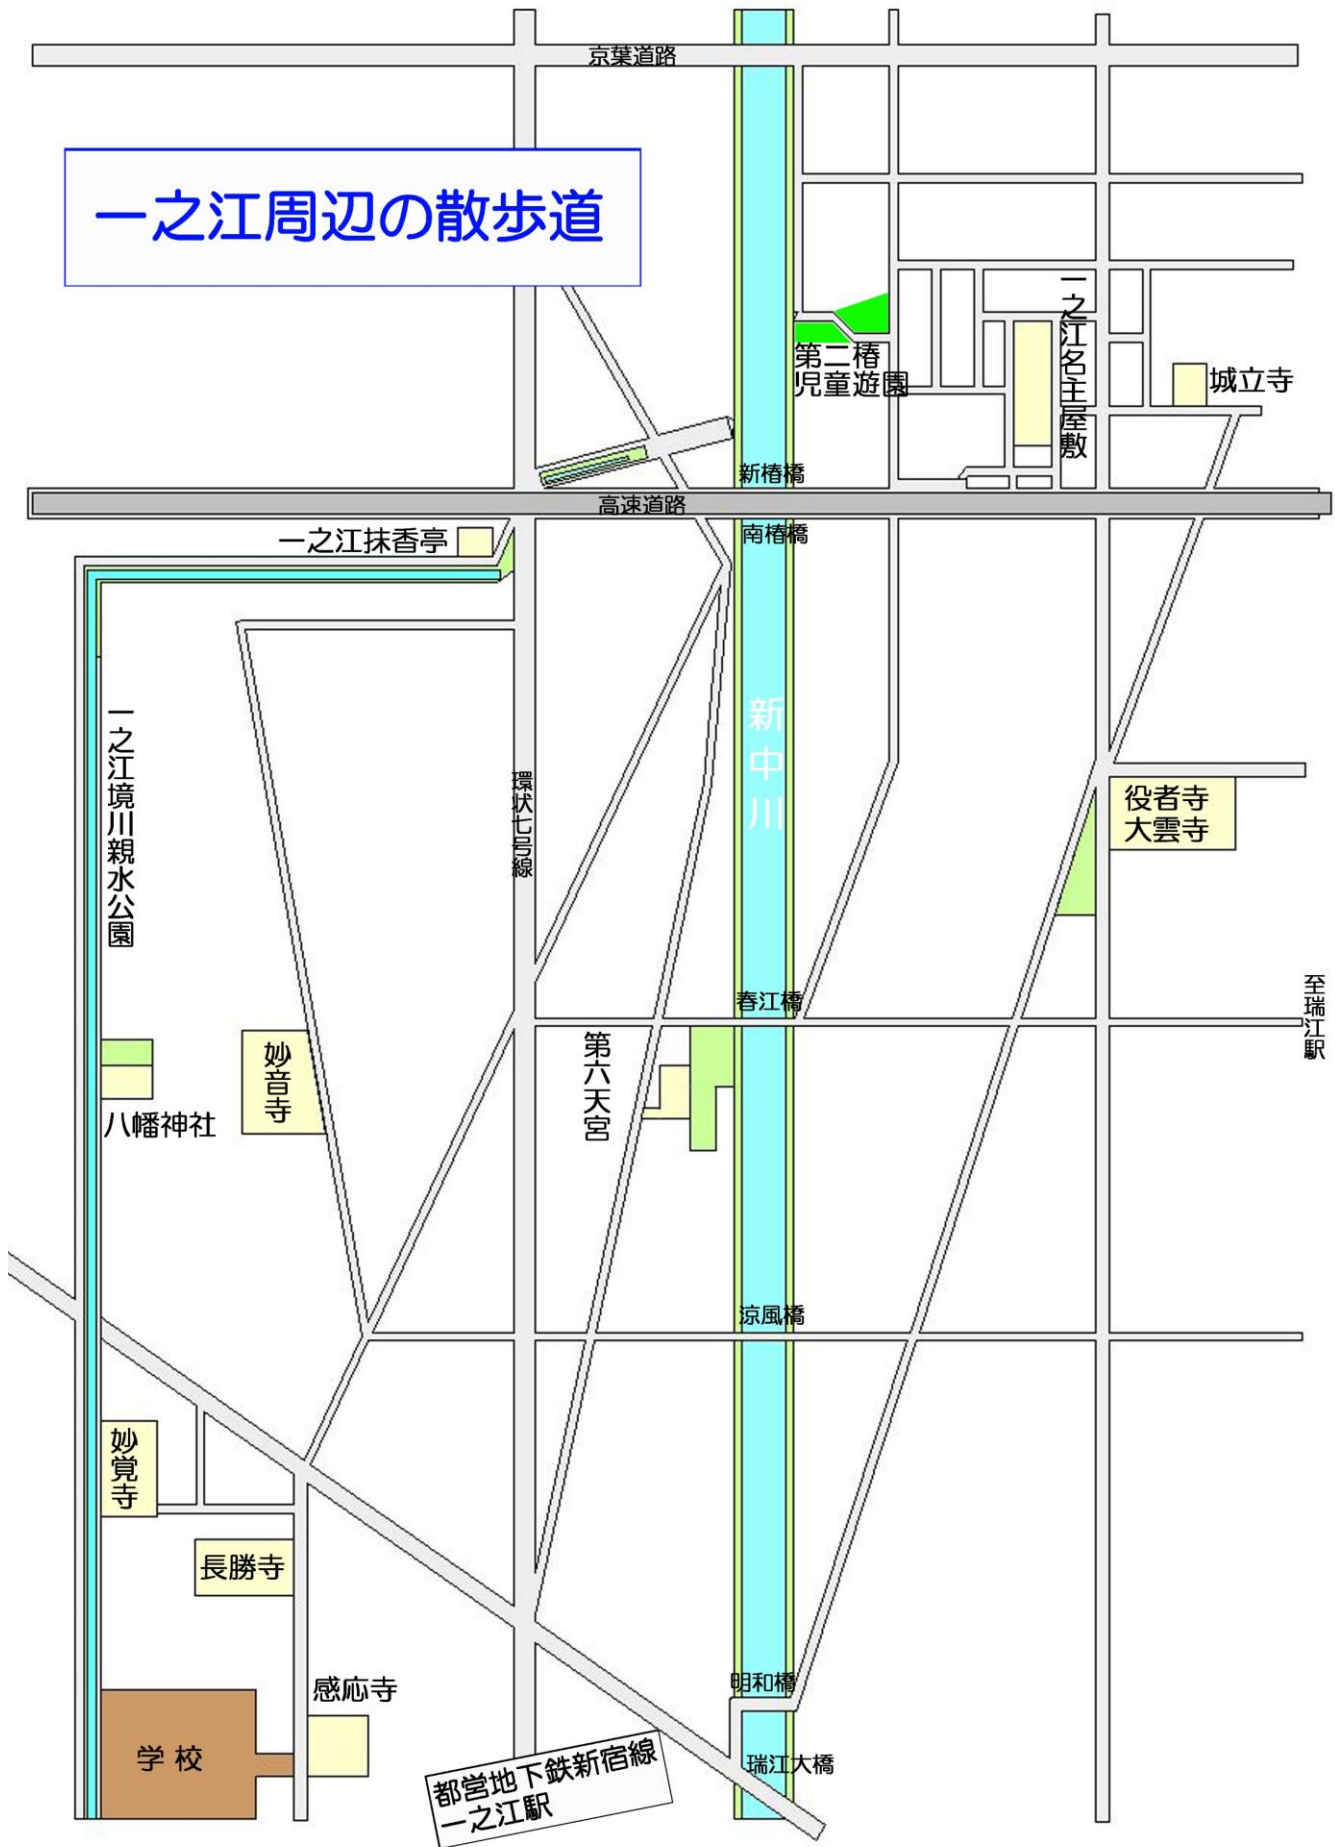 京葉道路
一之江周辺の散歩道
一之江名主屋敷
第二椿
児童遊園
城立寺
新椿橋
高速道路
南椿橋
一之江抹香亭
新中川
一之江境川親水公園
環状七号線
役者寺
大雲寺
至瑞江駅
春江橋
第六天宮
妙音寺
八幡神社
涼風橋
妙覚寺
長勝寺
感応寺
明和橋
学校
都営地下鉄新宿線
一之江駅
瑞江大橋